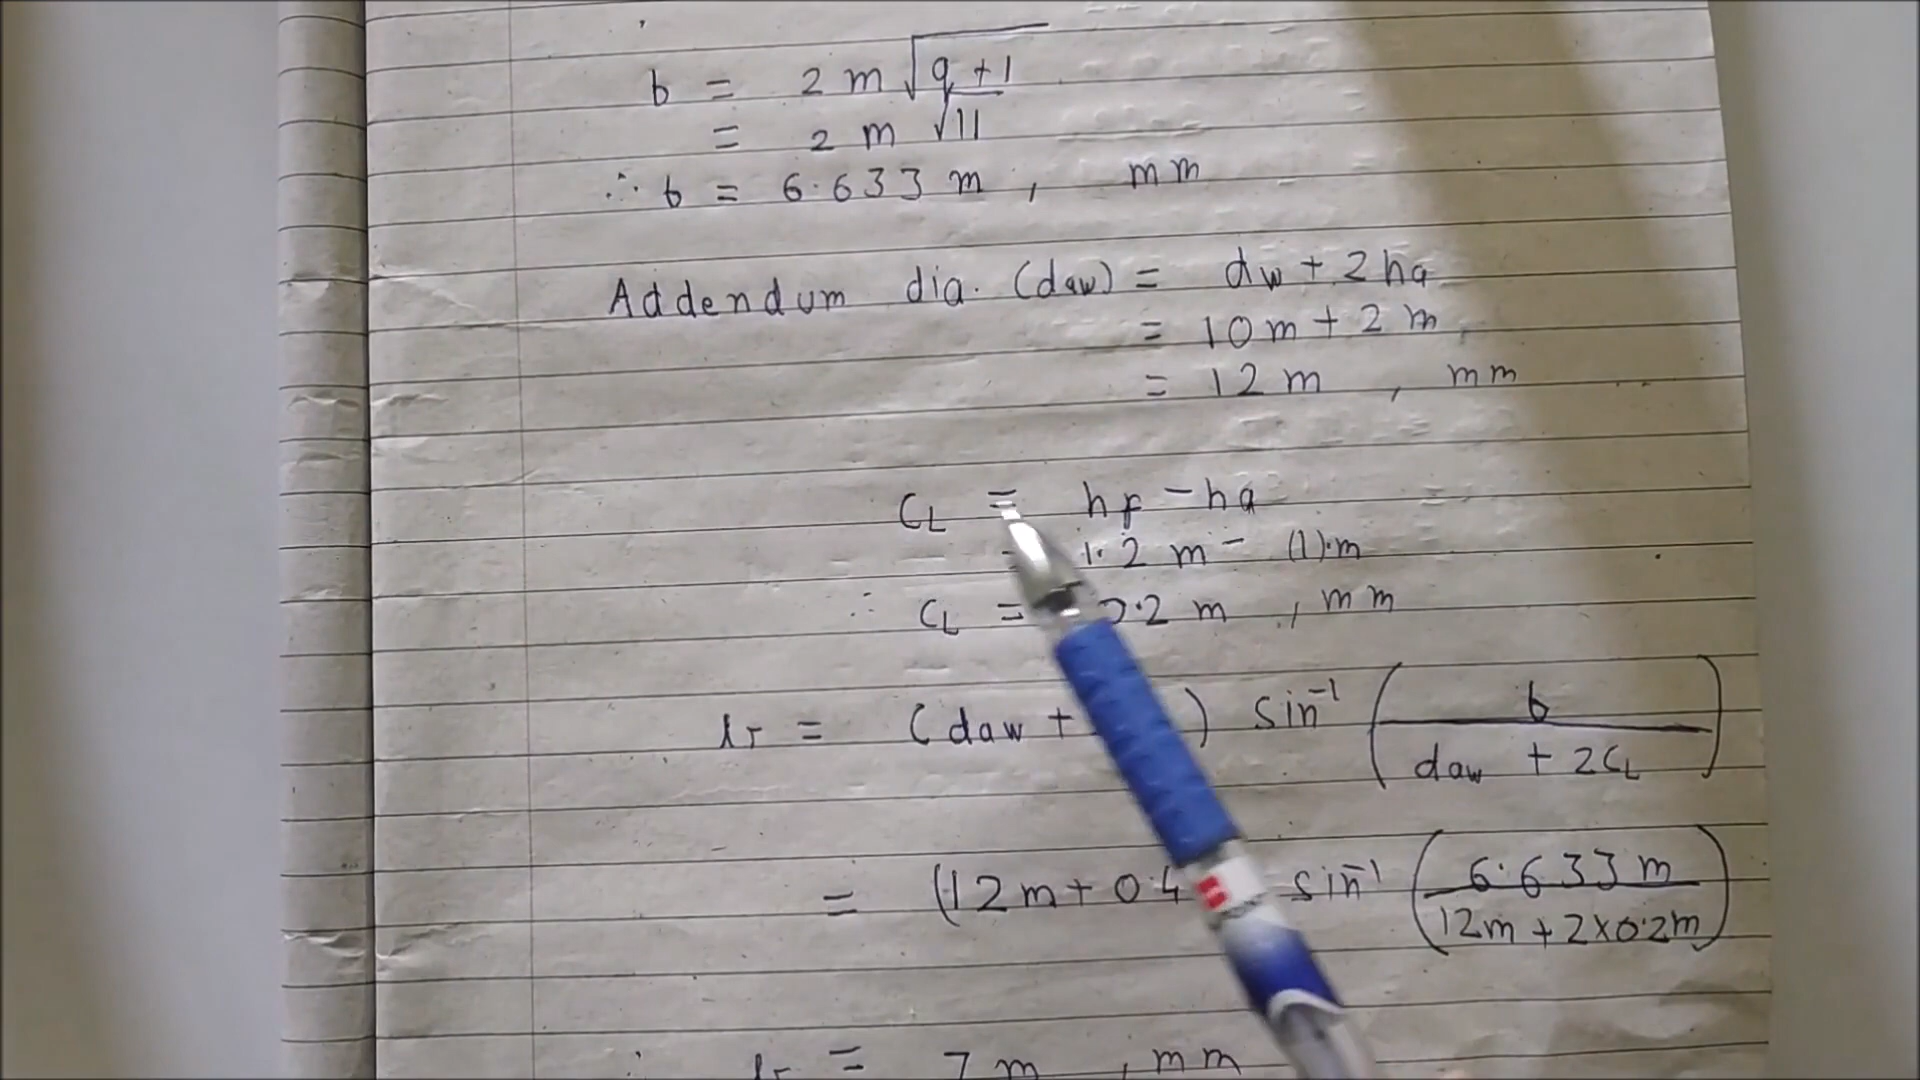 b = 2 m √(q + 1)
= 2 m √11
∴ b = 6.633 m , mm
Addendum dia. (daw) = dw + 2 ha
= 10 m + 2 m
= 12 m , mm
CL = hf - ha
1.2 m - (1).m
∴ CL = 0.2 m , mm
lr = (daw + ) sin⁻¹ (b / (daw + 2CL))
= (12 m + 0.4 sin⁻¹ (6.633 m / (12m + 2×0.2m))
∴ lr = 7 m , mm